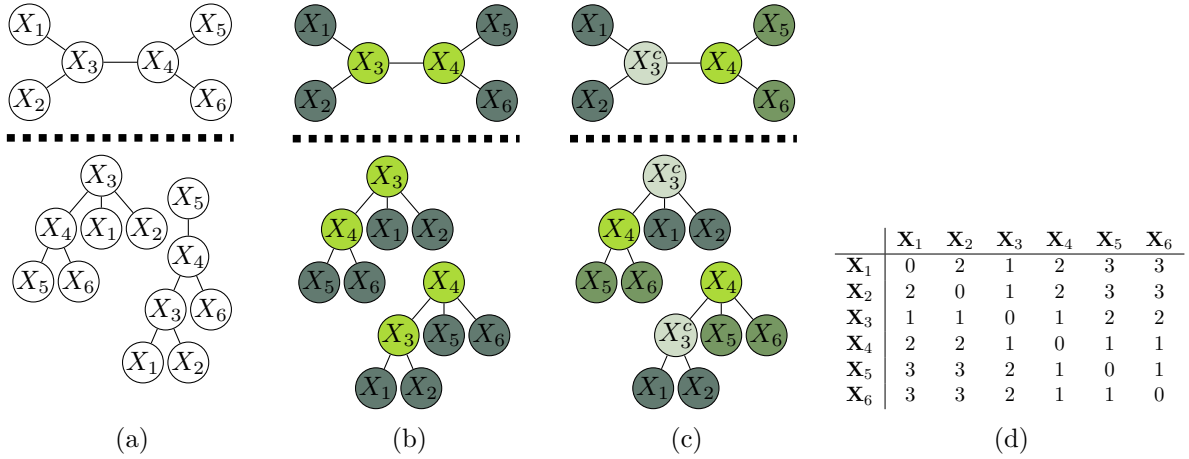 X₁ X₅
X₃ X₄
X₂ X₆
X₃
X₅
X₄ X₁ X₂
X₄
X₅ X₆
X₃ X₆
X₁ X₂
(a)
X₁ X₅
X₃ X₄
X₂ X₆
X₃
X₄ X₁ X₂
X₅ X₆
X₄
X₃ X₅ X₆
X₁ X₂
(b)
X₁ X₅
X₃ᶜ X₄
X₂ X₆
X₃ᶜ
X₄ X₁ X₂
X₅ X₆
X₄
X₃ᶜ X₅ X₆
X₁ X₂
(c)
X₁ X₂ X₃ X₄ X₅ X₆
X₁ 0 2 1 2 3 3
X₂ 2 0 1 2 3 3
X₃ 1 1 0 1 2 2
X₄ 2 2 1 0 1 1
X₅ 3 3 2 1 0 1
X₆ 3 3 2 1 1 0
(d)